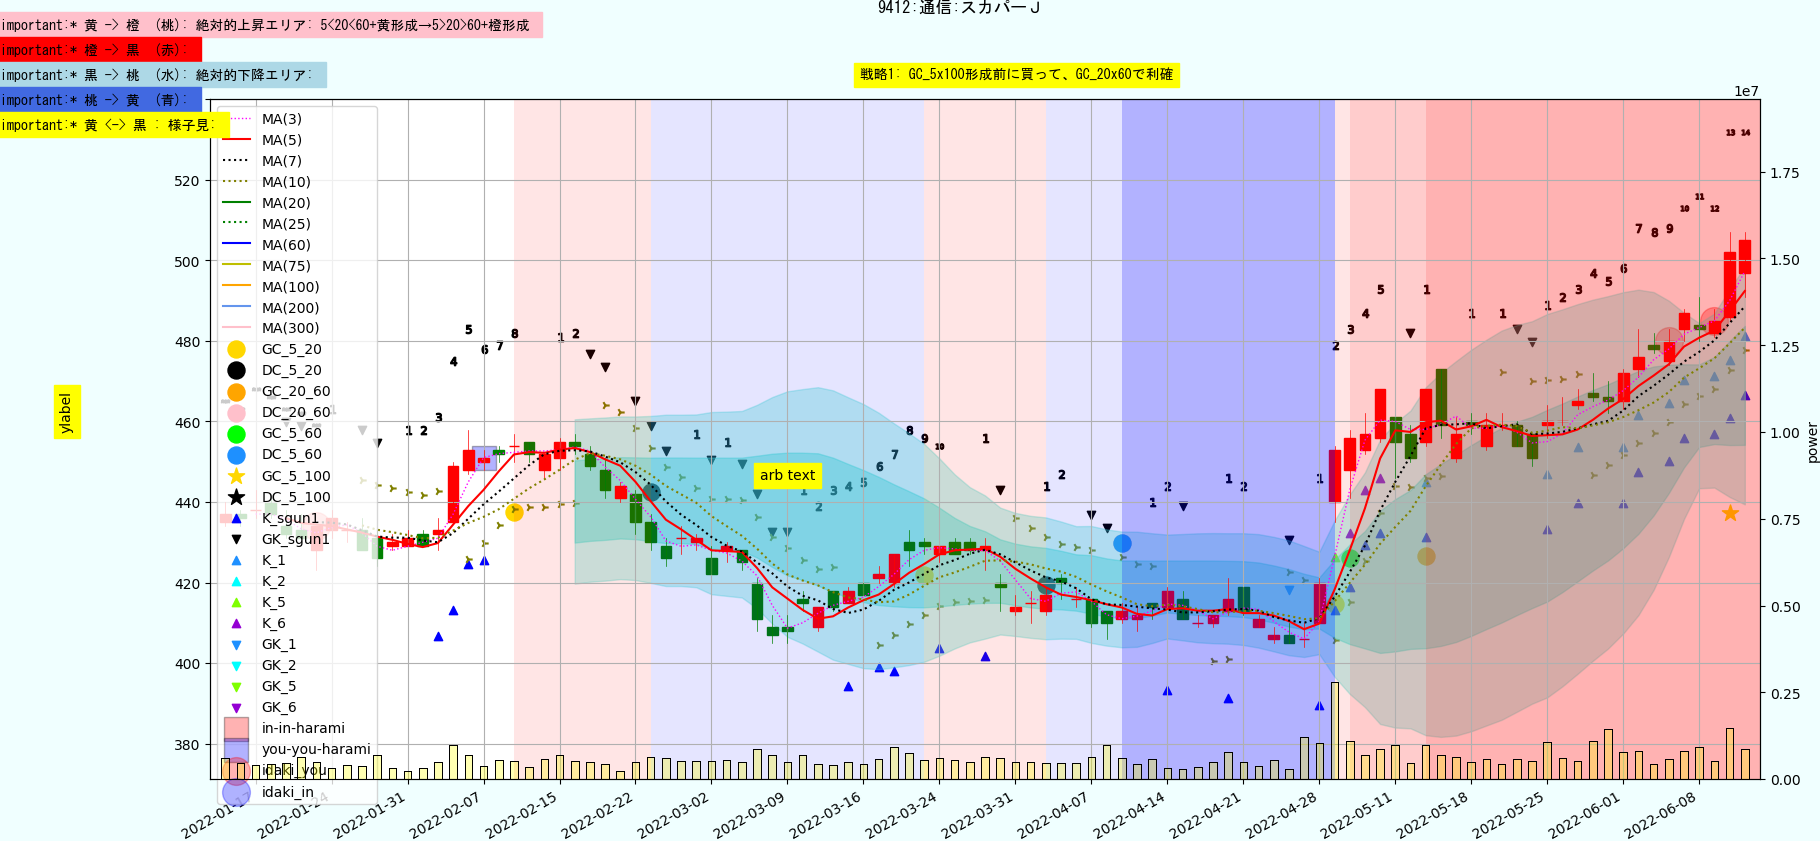 9412:通信:スカパーJ
important:* 黄 -> 橙 （桃）: 絶対的上昇エリア: 5<20<60+黄形成→5>20>60+橙形成
important:* 橙 -> 黒 （赤）:
important:* 黒 -> 桃 （水）: 絶対的下降エリア:
戦略1: GC_5x100形成前に買って、GC_20x60で利確
important:* 桃 -> 黄 （青）:
important:* 黄 <-> 黒 : 様子見:
1e7
MA(3)
MA(5)
MA(7)
MA(10)
MA(20)
MA(25)
MA(60)
MA(75)
MA(100)
MA(200)
MA(300)
GC_5_20
DC_5_20
GC_20_60
DC_20_60
GC_5_60
DC_5_60
GC_5_100
DC_5_100
K_sgun1
GK_sgun1
K_1
K_2
K_5
K_6
GK_1
GK_2
GK_5
GK_6
in-in-harami
you-you-harami
idaki_you
idaki_in
ylabel
520
500
480
460
440
420
400
380
arb text
1.75
1.50
1.25
1.00
0.75
0.50
0.25
0.00
power
2022-01-17
2022-01-24
2022-01-31
2022-02-07
2022-02-15
2022-02-22
2022-03-02
2022-03-09
2022-03-16
2022-03-24
2022-03-31
2022-04-07
2022-04-14
2022-04-21
2022-04-28
2022-05-11
2022-05-18
2022-05-25
2022-06-01
2022-06-08